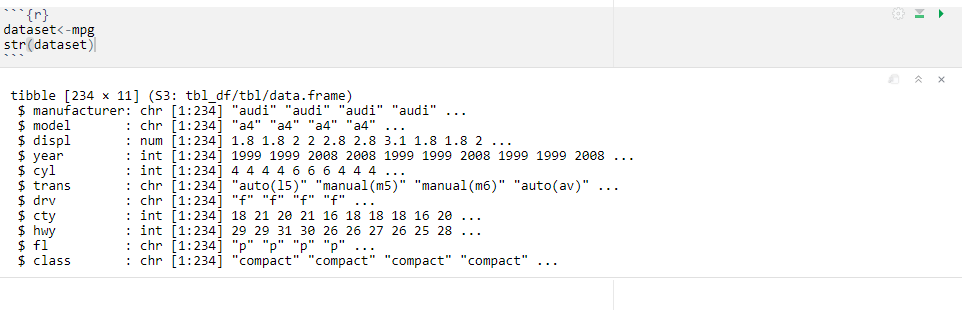 ```{r}
dataset<-mpg
str(dataset)
```
tibble [234 × 11] (S3: tbl_df/tbl/data.frame)
 $ manufacturer: chr [1:234] "audi" "audi" "audi" "audi" ...
 $ model       : chr [1:234] "a4" "a4" "a4" "a4" ...
 $ displ       : num [1:234] 1.8 1.8 2 2 2.8 2.8 3.1 1.8 1.8 2 ...
 $ year        : int [1:234] 1999 1999 2008 2008 1999 1999 2008 1999 1999 2008 ...
 $ cyl         : int [1:234] 4 4 4 4 6 6 6 4 4 4 ...
 $ trans       : chr [1:234] "auto(l5)" "manual(m5)" "manual(m6)" "auto(av)" ...
 $ drv         : chr [1:234] "f" "f" "f" "f" ...
 $ cty         : int [1:234] 18 21 20 21 16 18 18 18 16 20 ...
 $ hwy         : int [1:234] 29 29 31 30 26 26 27 26 25 28 ...
 $ fl          : chr [1:234] "p" "p" "p" "p" ...
 $ class       : chr [1:234] "compact" "compact" "compact" "compact" ...